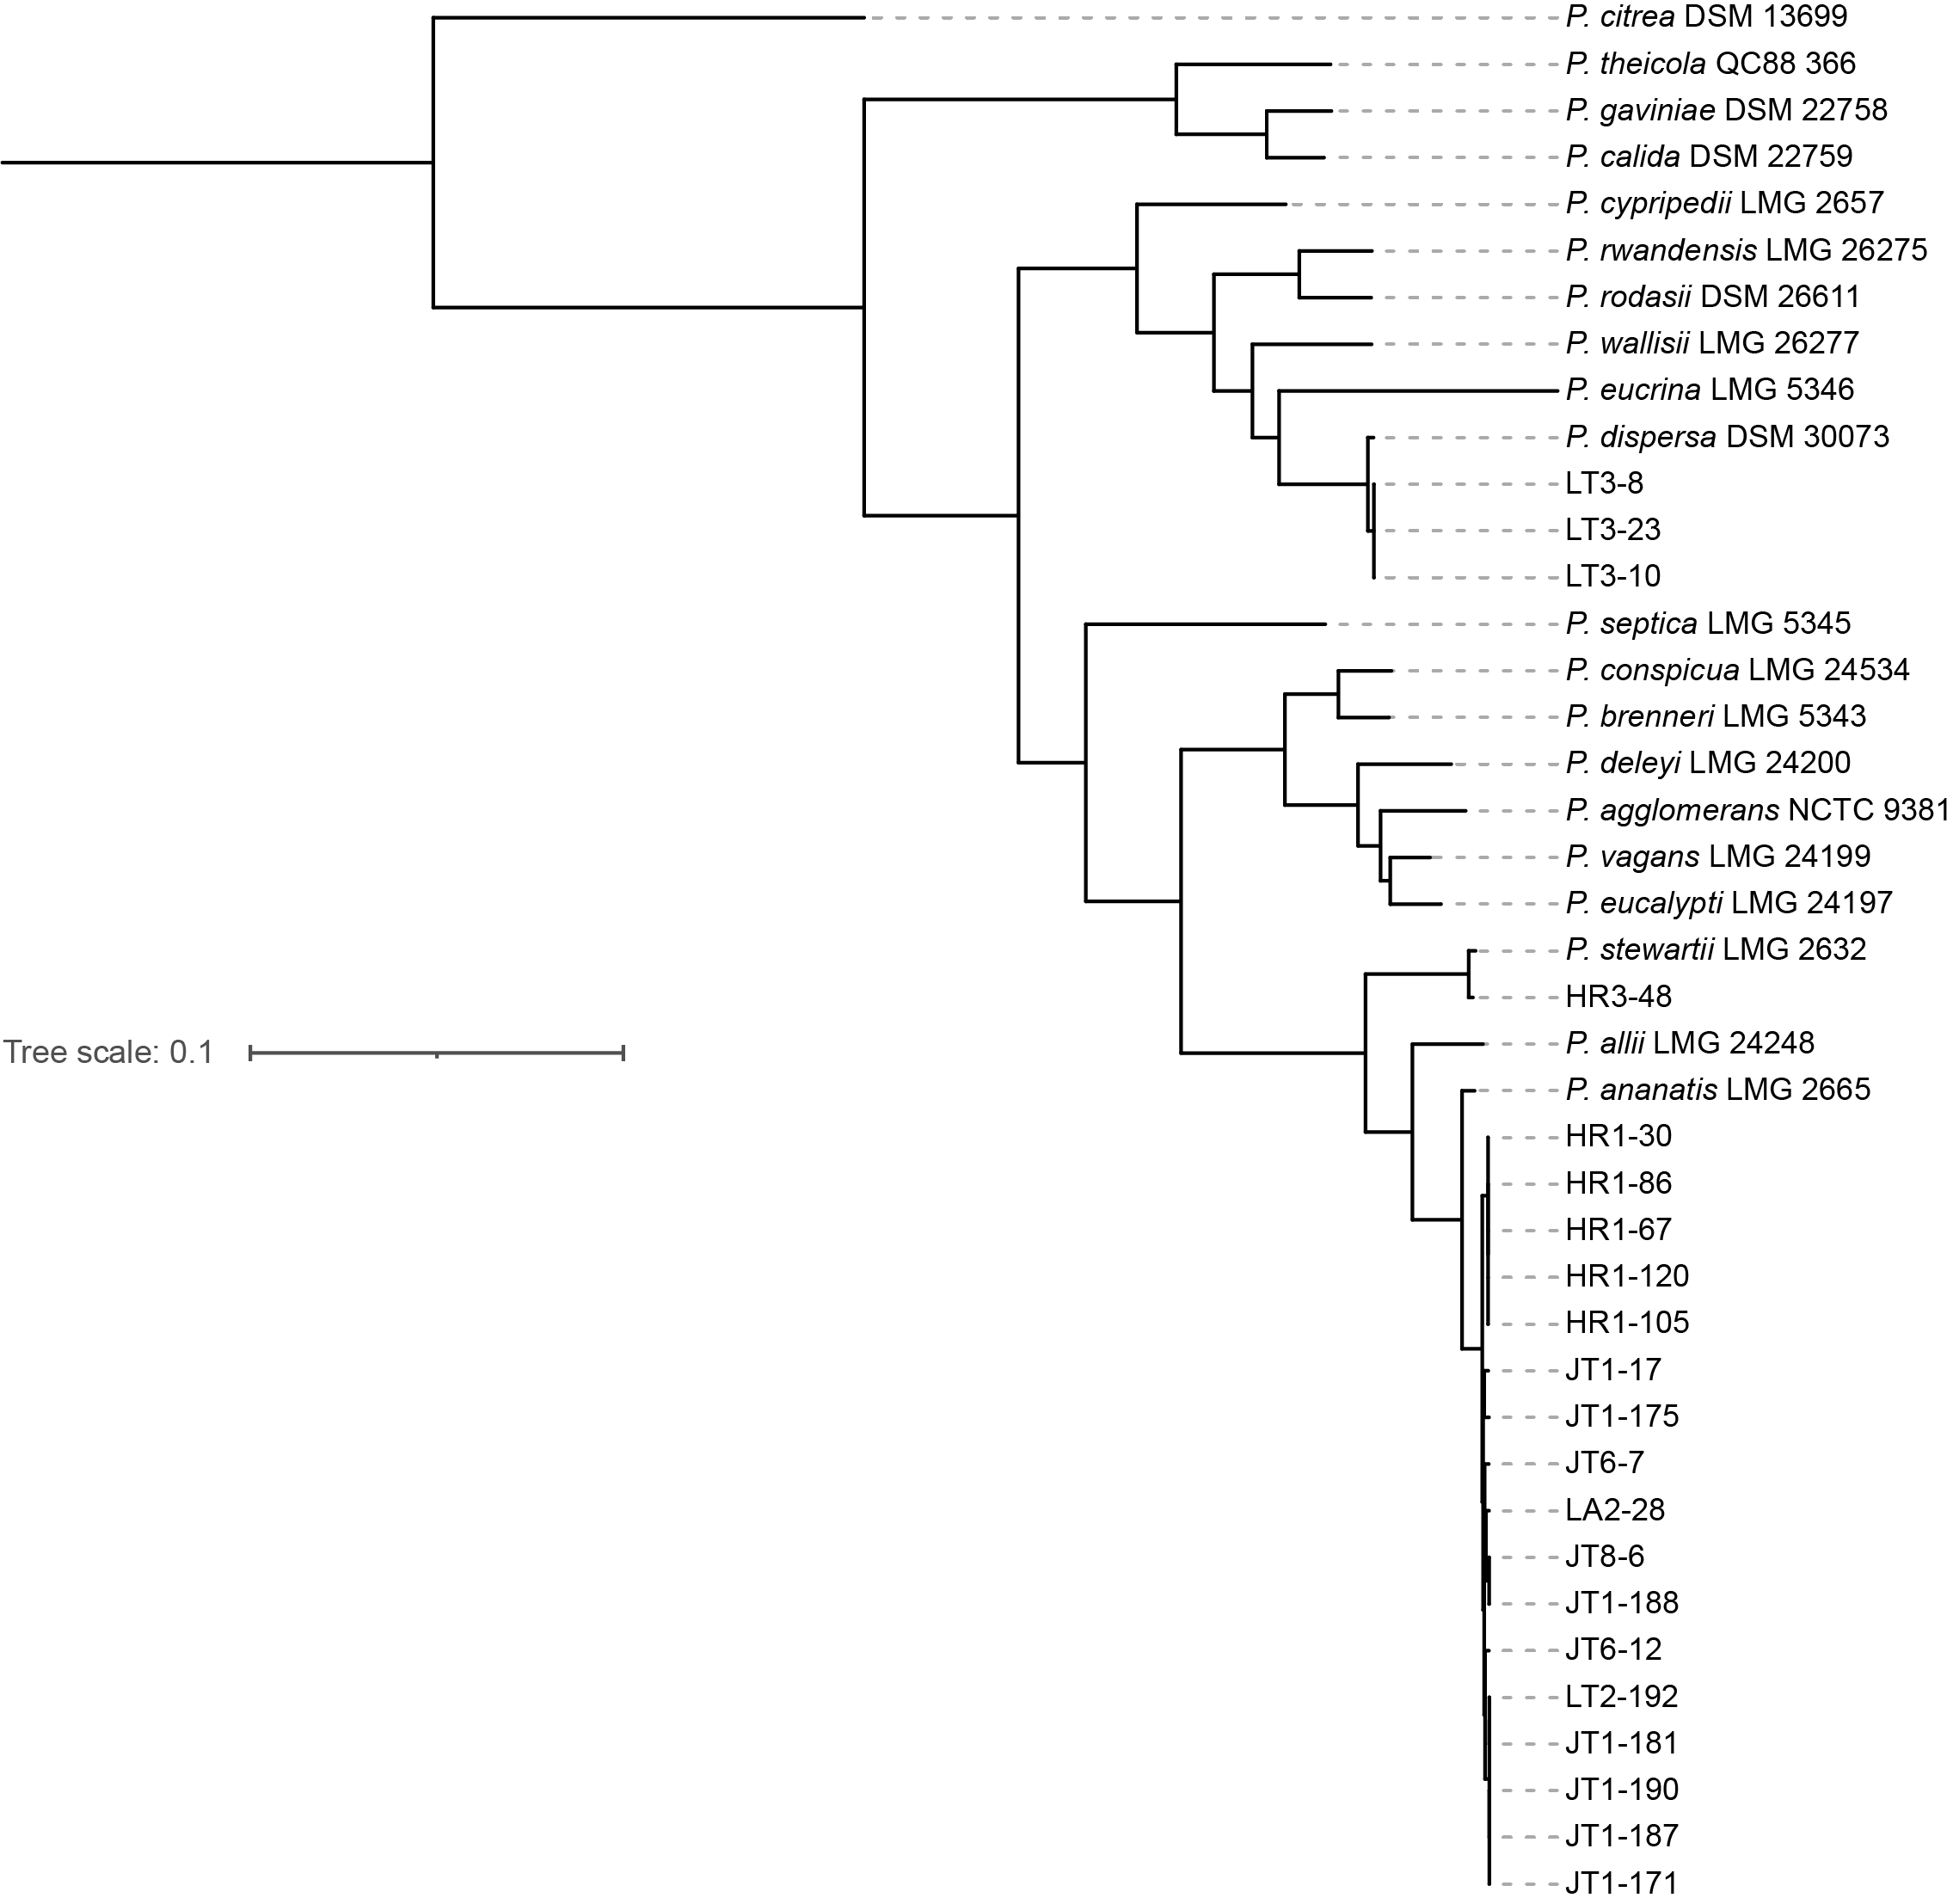 P. citrea DSM 13699
P. theicola QC88 366
P. gaviniae DSM 22758
P. calida DSM 22759
P. cypripedii LMG 2657
P. rwandensis LMG 26275
P. rodasii DSM 26611
P. wallisii LMG 26277
P. eucrina LMG 5346
P. dispersa DSM 30073
LT3-8
LT3-23
LT3-10
P. septica LMG 5345
P. conspicua LMG 24534
P. brenneri LMG 5343
P. deleyi LMG 24200
P. agglomerans NCTC 9381
P. vagans LMG 24199
P. eucalypti LMG 24197
P. stewartii LMG 2632
HR3-48
P. allii LMG 24248
Tree scale: 0.1
P. ananatis LMG 2665
HR1-30
HR1-86
HR1-67
HR1-120
HR1-105
JT1-17
JT1-175
JT6-7
LA2-28
JT8-6
JT1-188
JT6-12
LT2-192
JT1-181
JT1-190
JT1-187
JT1-171